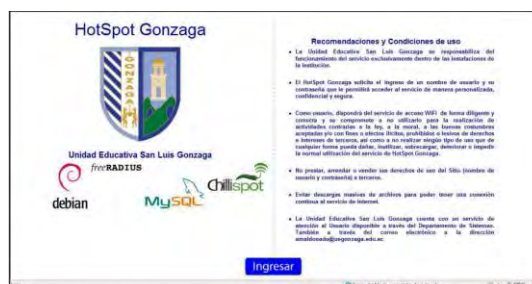 HotSpot Gonzaga
GONZAGA
Unidad Educativa San Luis Gonzaga
freeRADIUS
debian
MySQL
Chillispot
Recomendaciones y Condiciones de uso
La Unidad Educativa San Luis Gonzaga se responsabiliza del
funcionamiento del servicio exclusivamente dentro de las instalaciones de
la institución.
El HotSpot Gonzaga solicita el ingreso de un nombre de usuario y su
contraseña que le permitirá acceder al servicio de manera personalizada,
confidencial y segura.
Como usuario, dispondrá del servicio de acceso WiFi de forma diligente y
correcta y se compromete a no utilizarlo para la realización de
actividades contrarias a la ley, a la moral, a las buenas costumbres
aceptadas y/o con fines o efectos ilícitos, prohibidos o lesivos de derechos
e intereses de terceros, así como a no realizar ningún tipo de uso que de
cualquier forma pueda dañar, inutilizar, sobrecargar, deteriorar o impedir
la normal utilización del servicio de HotSpot Gonzaga.
No prestar, arrendar o vender sus derechos de uso del Sitio (nombre de
usuario y contraseña) a terceros.
Evitar descargas masivas de archivos para poder tener una conexión
continua al servicio de internet.
La Unidad Educativa San Luis Gonzaga cuenta con un servicio de
atención al Usuario disponible a través del Departamento de Sistemas.
También a través del correo electrónico a la dirección
amaldonado@uegonzaga.edu.ec
Ingresar